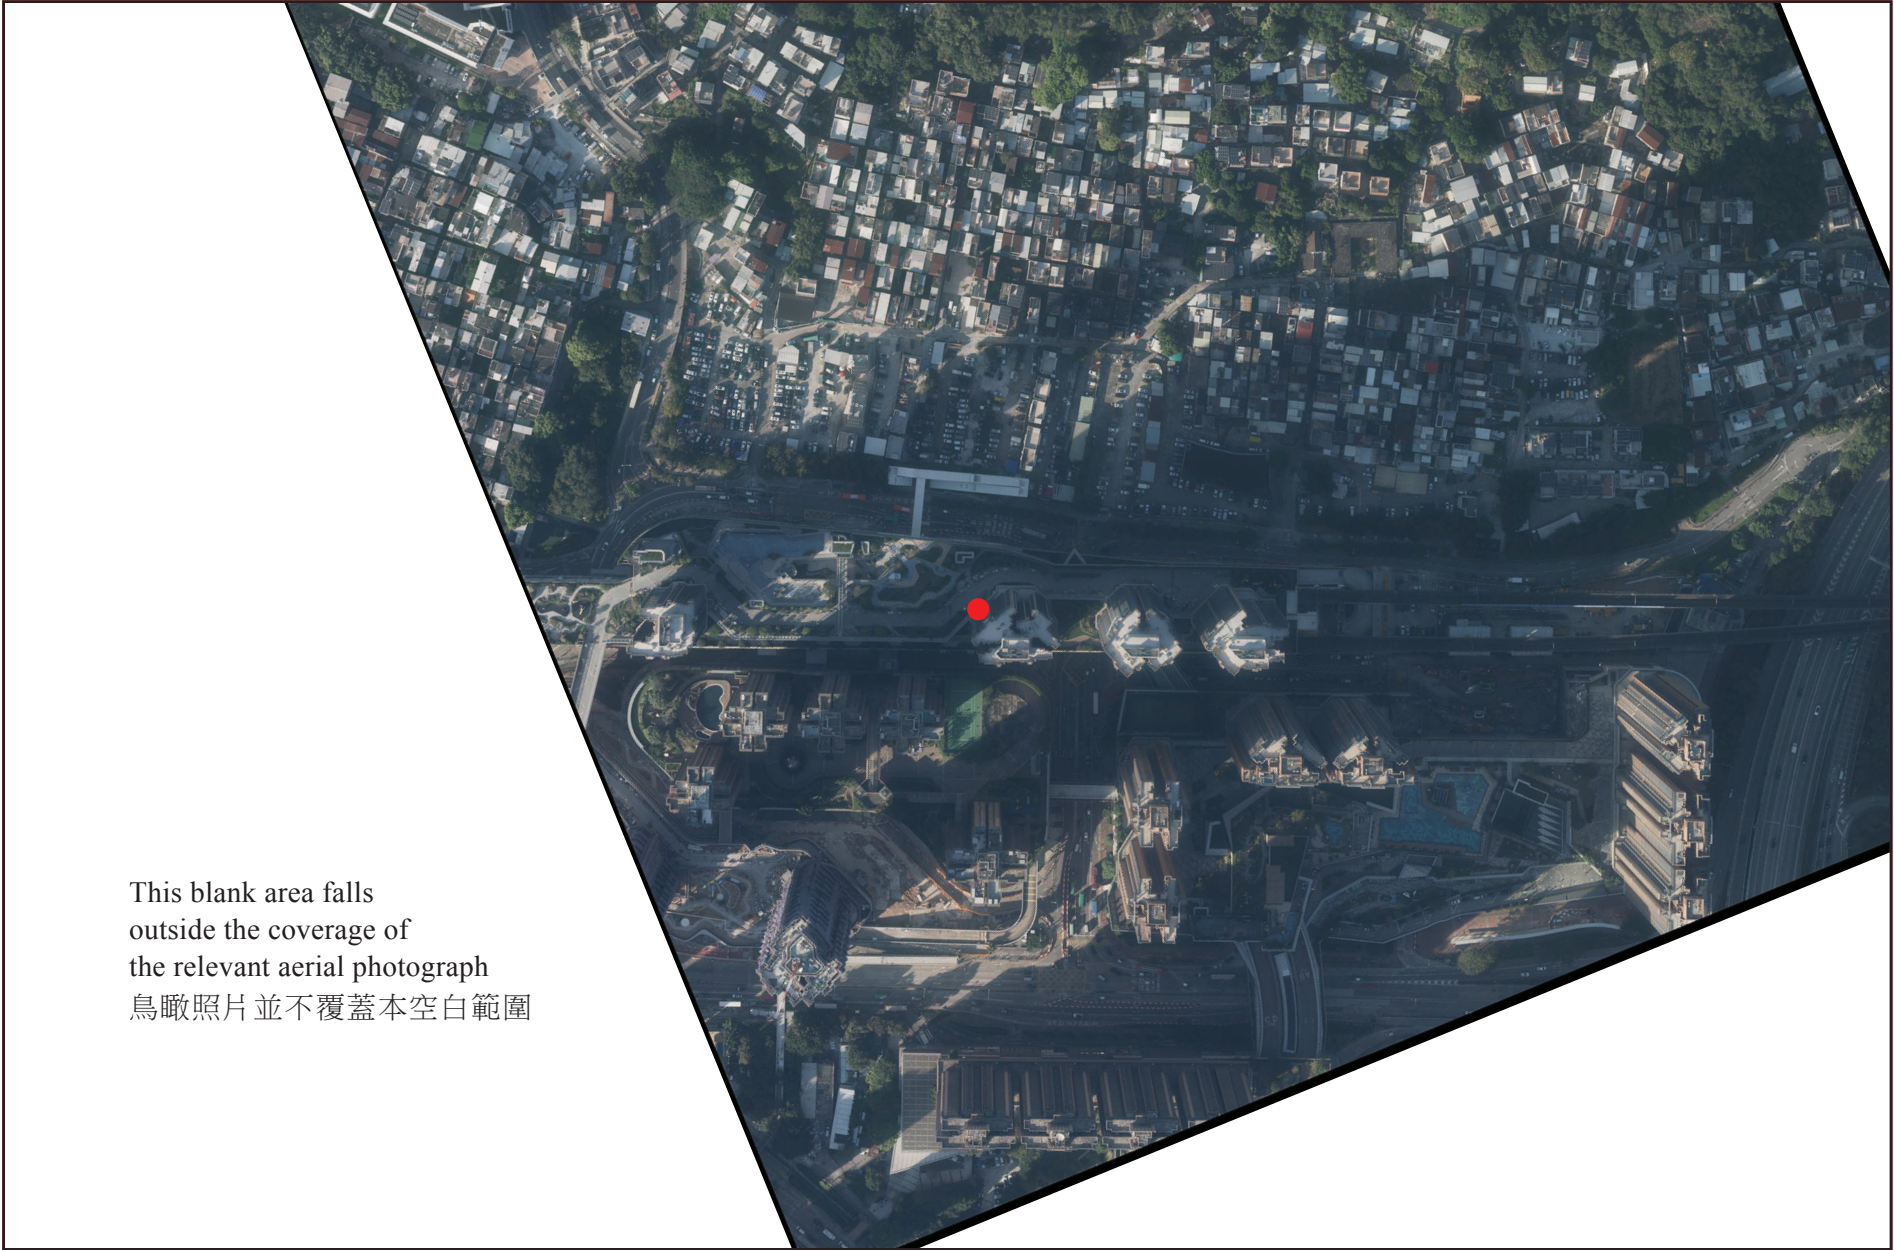 This blank area falls
outside the coverage of
the relevant aerial photograph
鳥瞰照片並不覆蓋本空白範圍